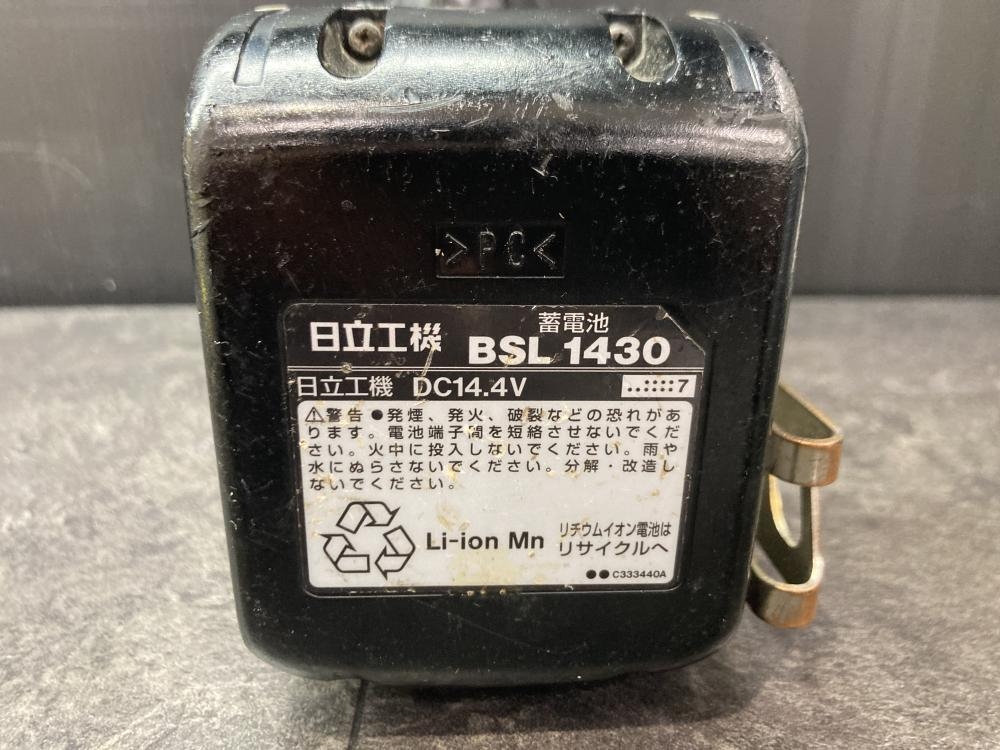 >PC<
日立工機 蓄電池
BSL 1430
日立工機 DC14.4V ..::::7
⚠警告 ●発煙、発火、破裂などの恐れがあ
ります。電池端子間を短絡させないでくだ
さい。火中に投入しないでください。雨や
水にぬらさないでください。分解・改造し
ないでください。
Li-ion Mn リチウムイオン電池は
リサイクルへ
●●C333440A